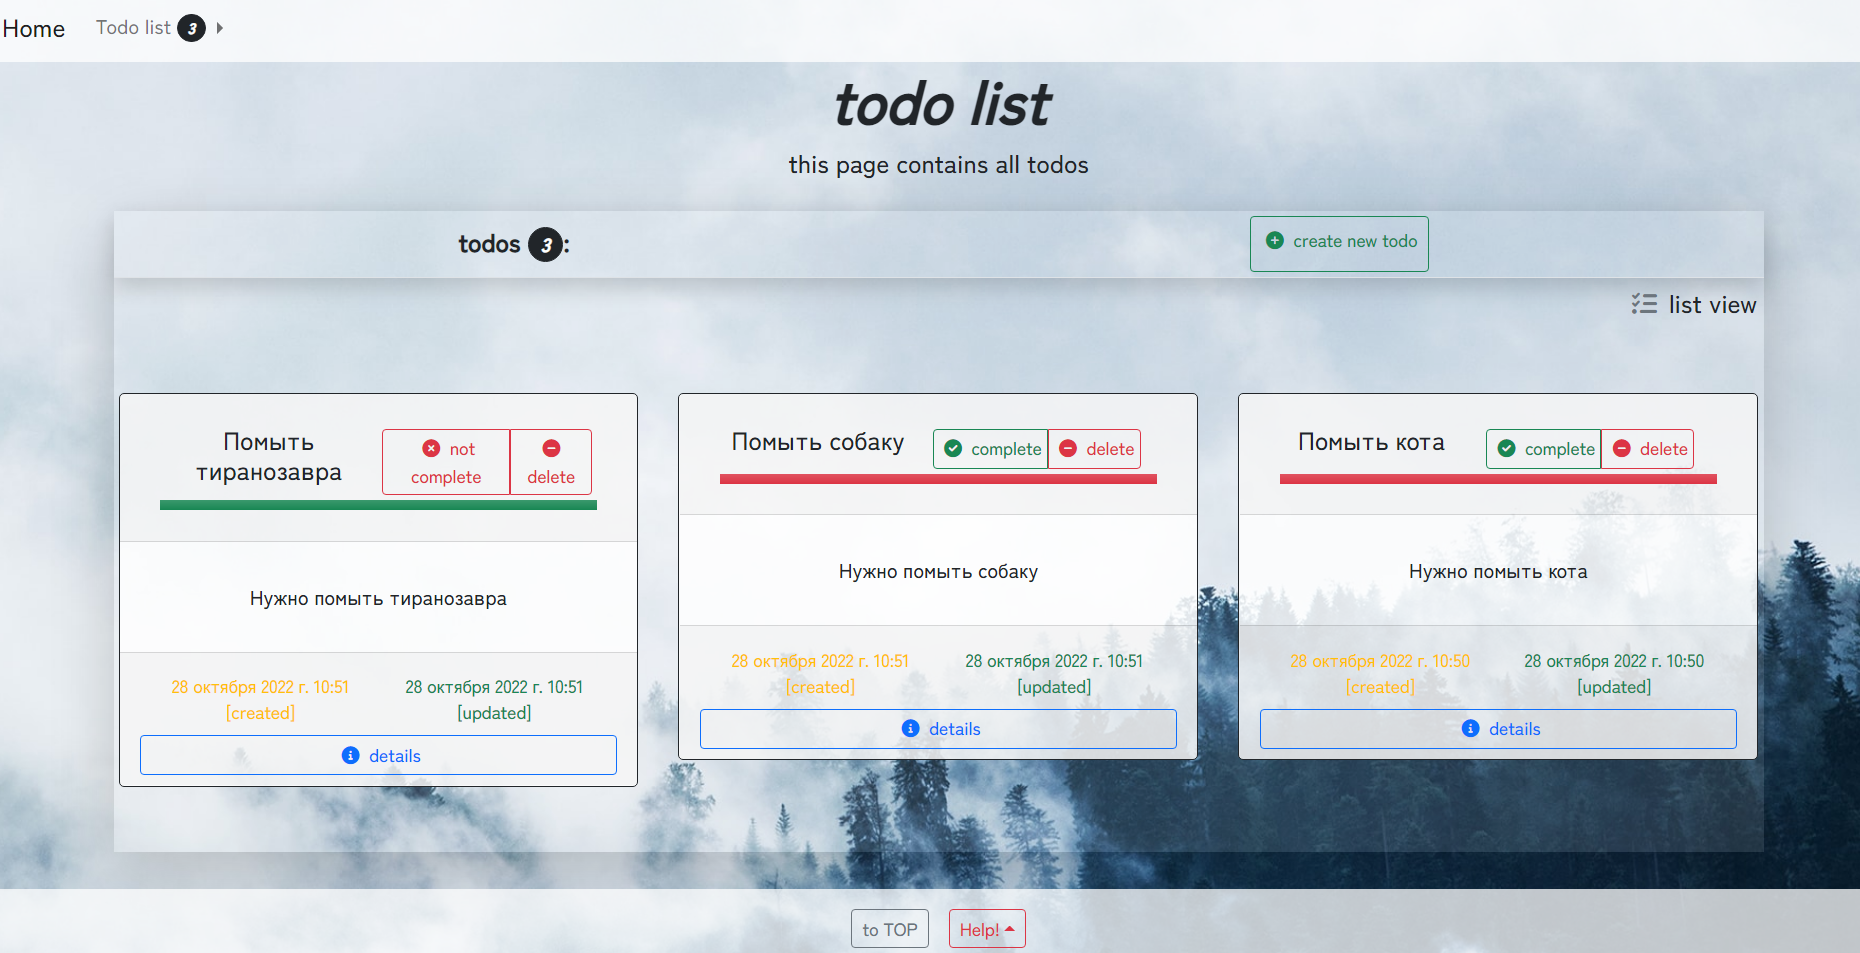 Home Todo list 3
todo list
this page contains all todos
todos 3:
create new todo
list view
Помыть
тиранозавра
not
complete
delete
Нужно помыть тиранозавра
28 октября 2022 г. 10:51
[created]
28 октября 2022 г. 10:51
[updated]
details
Помыть собаку
complete
delete
Нужно помыть собаку
28 октября 2022 г. 10:51
[created]
28 октября 2022 г. 10:51
[updated]
details
Помыть кота
complete
delete
Нужно помыть кота
28 октября 2022 г. 10:50
[created]
28 октября 2022 г. 10:50
[updated]
details
to TOP
Help!